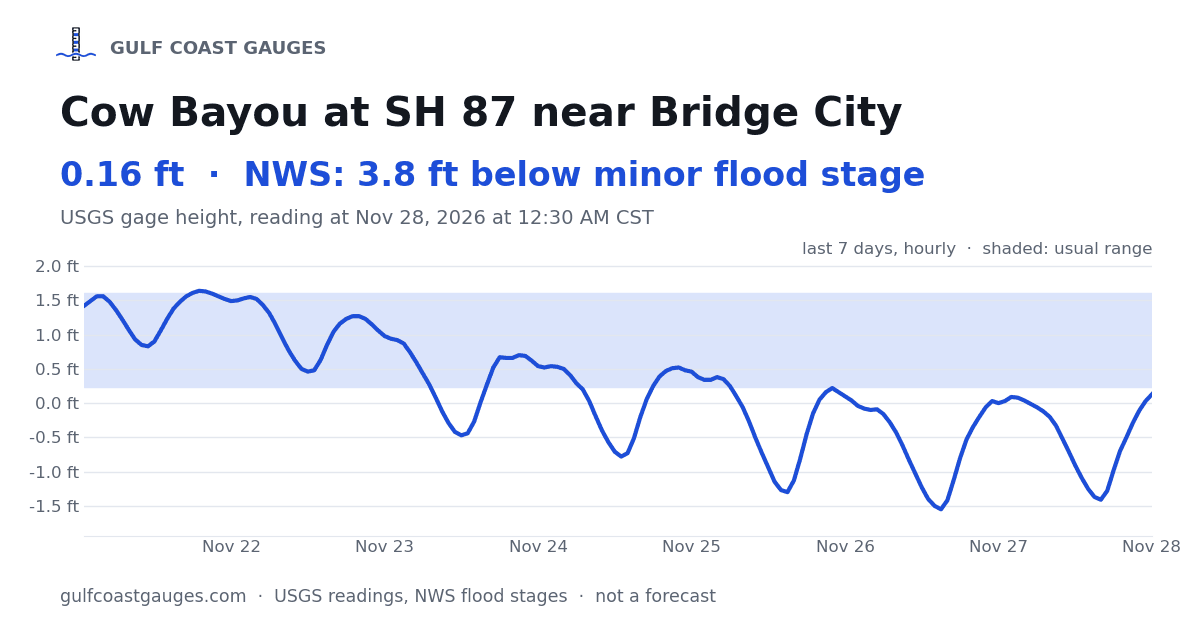 GULF COAST GAUGES
Cow Bayou at SH 87 near Bridge City
0.16 ft · NWS: 3.8 ft below minor flood stage
USGS gage height, reading at Nov 28, 2026 at 12:30 AM CST
last 7 days, hourly · shaded: usual range
2.0 ft
1.5 ft
1.0 ft
0.5 ft
0.0 ft
-0.5 ft
-1.0 ft
-1.5 ft
Nov 22 Nov 23 Nov 24 Nov 25 Nov 26 Nov 27 Nov 28
gulfcoastgauges.com · USGS readings, NWS flood stages · not a forecast